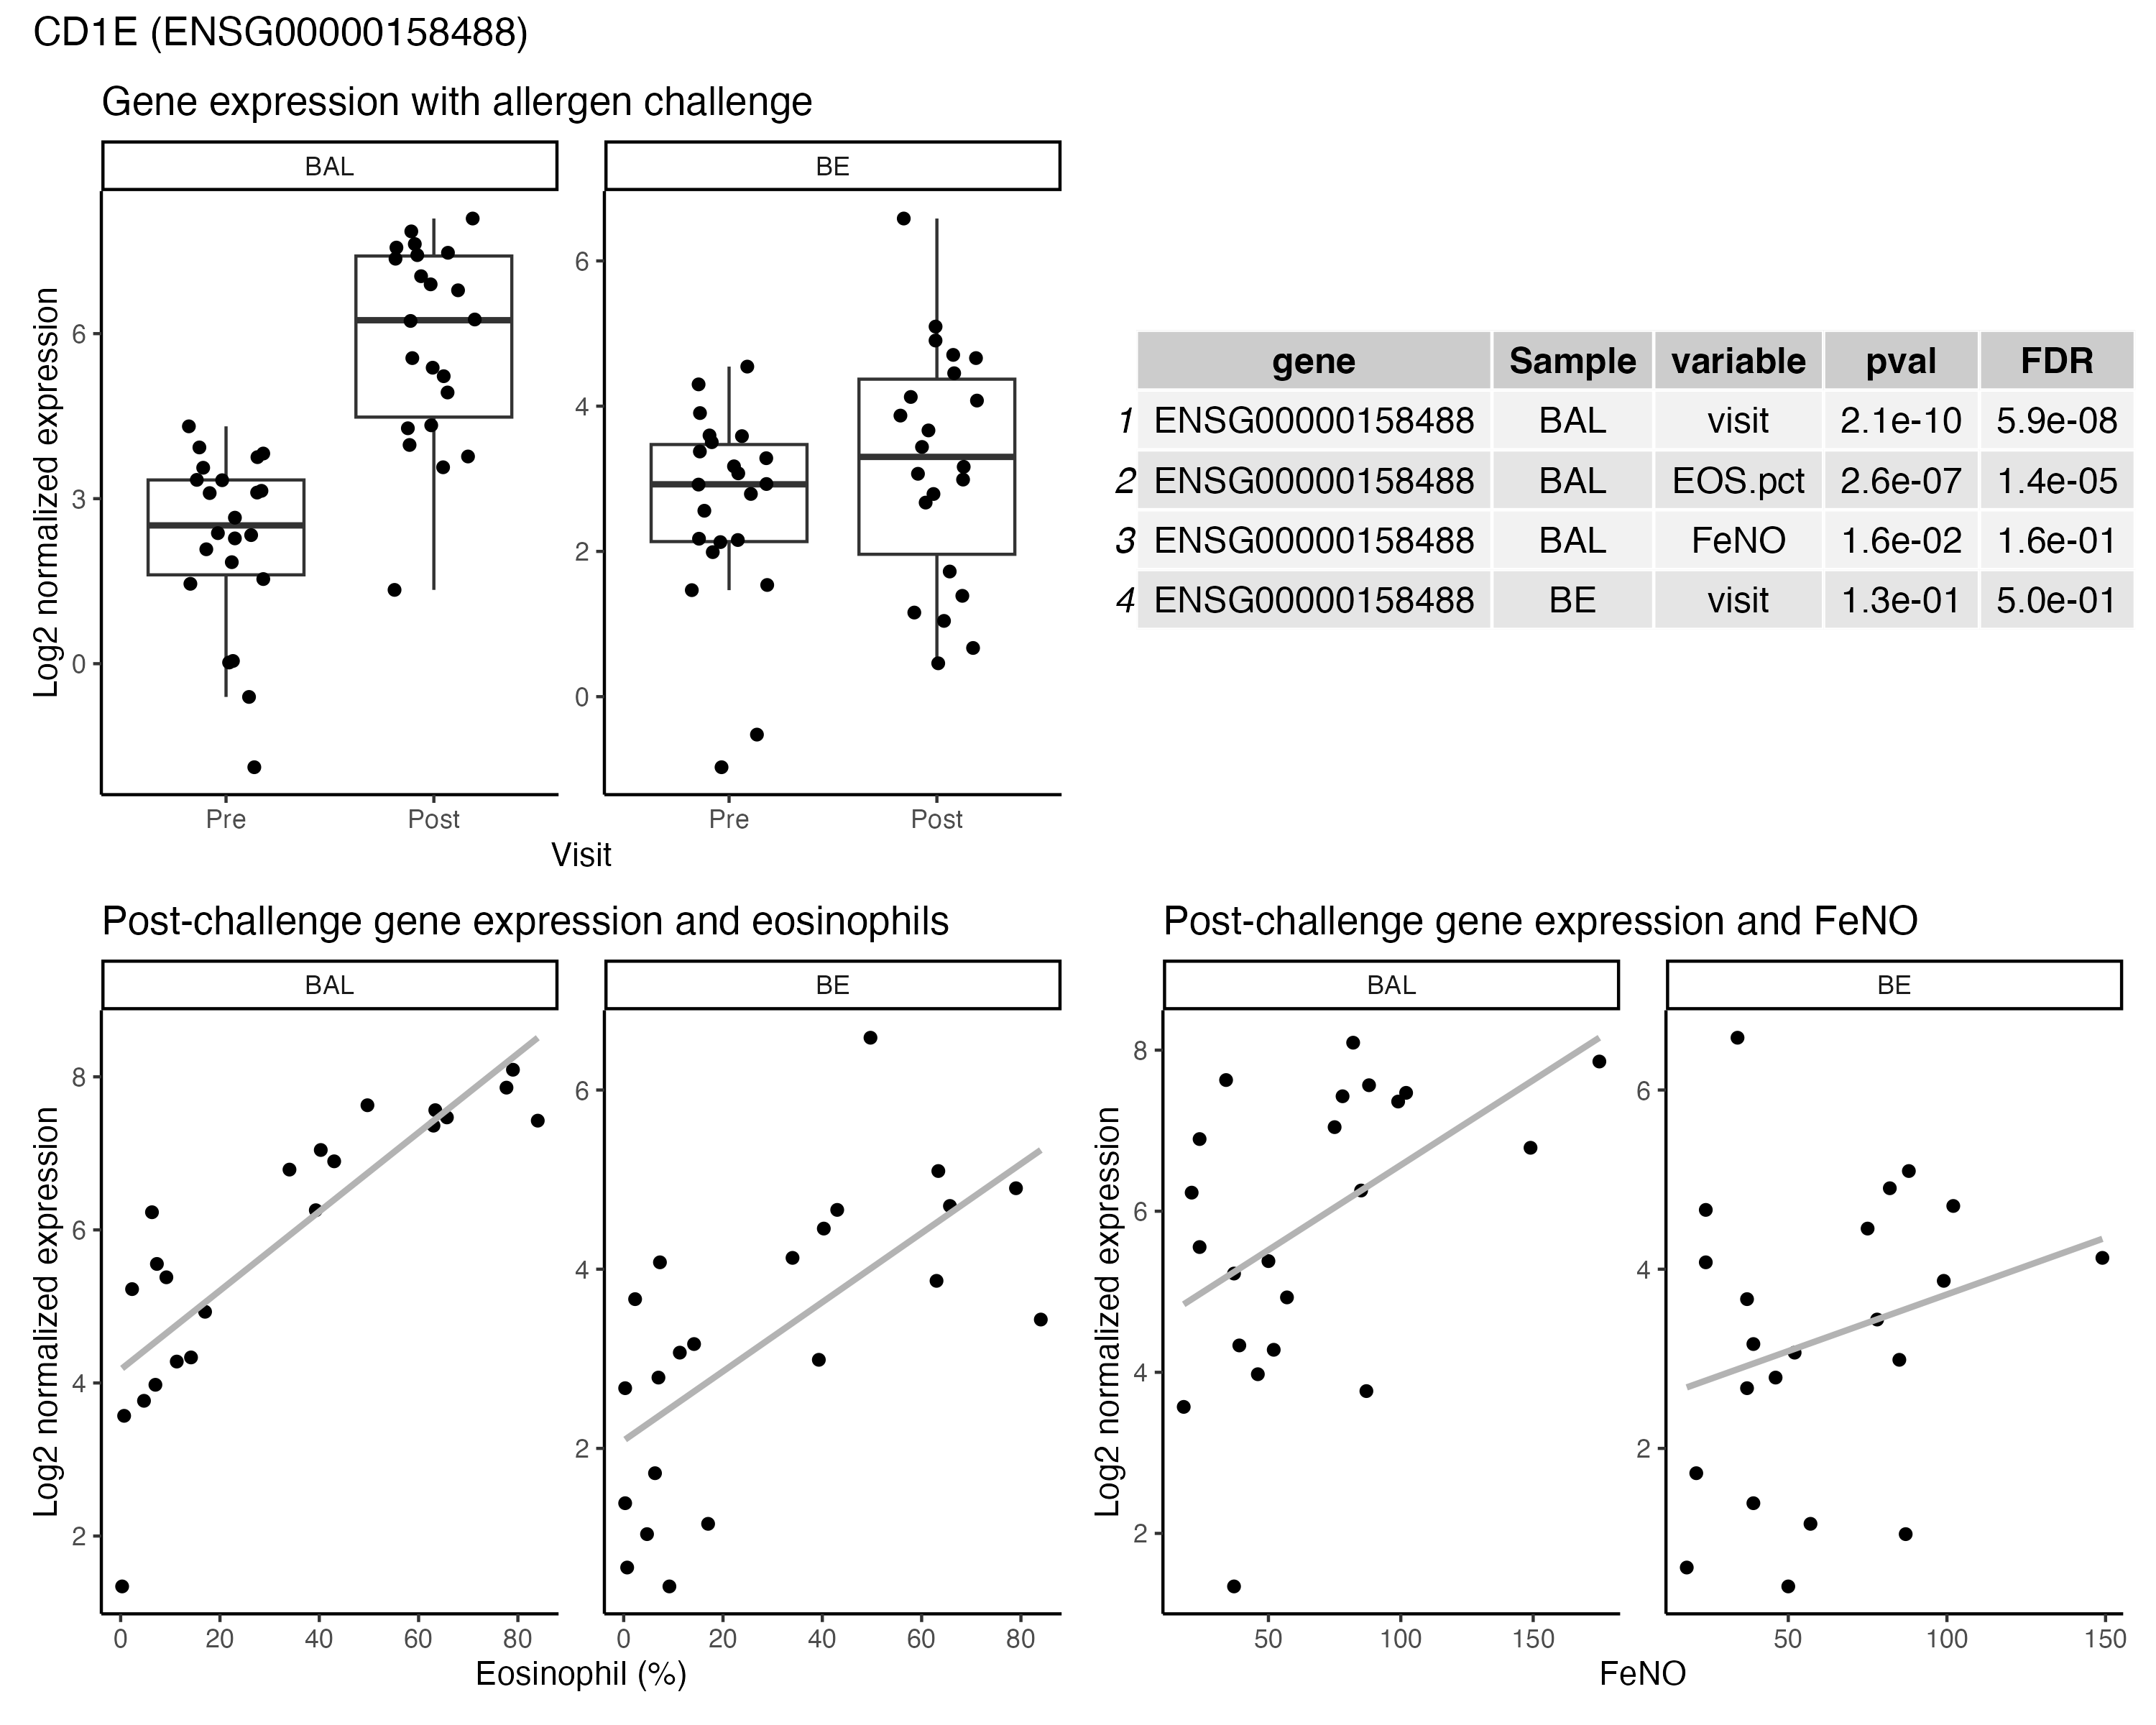 CD1E (ENSG00000158488)
Gene expression with allergen challenge
BAL
BE
Log2 normalized expression
6
3
0
6
4
2
0
Pre
Post
Pre
Post
Visit
gene Sample variable pval FDR
1 ENSG00000158488 BAL visit 2.1e-10 5.9e-08
2 ENSG00000158488 BAL EOS.pct 2.6e-07 1.4e-05
3 ENSG00000158488 BAL FeNO 1.6e-02 1.6e-01
4 ENSG00000158488 BE visit 1.3e-01 5.0e-01
Post-challenge gene expression and eosinophils
BAL
BE
Log2 normalized expression
8
6
4
2
6
4
2
0 20 40 60 80
0 20 40 60 80
Eosinophil (%)
Post-challenge gene expression and FeNO
BAL
BE
Log2 normalized expression
8
6
4
2
6
4
2
50 100 150
50 100 150
FeNO